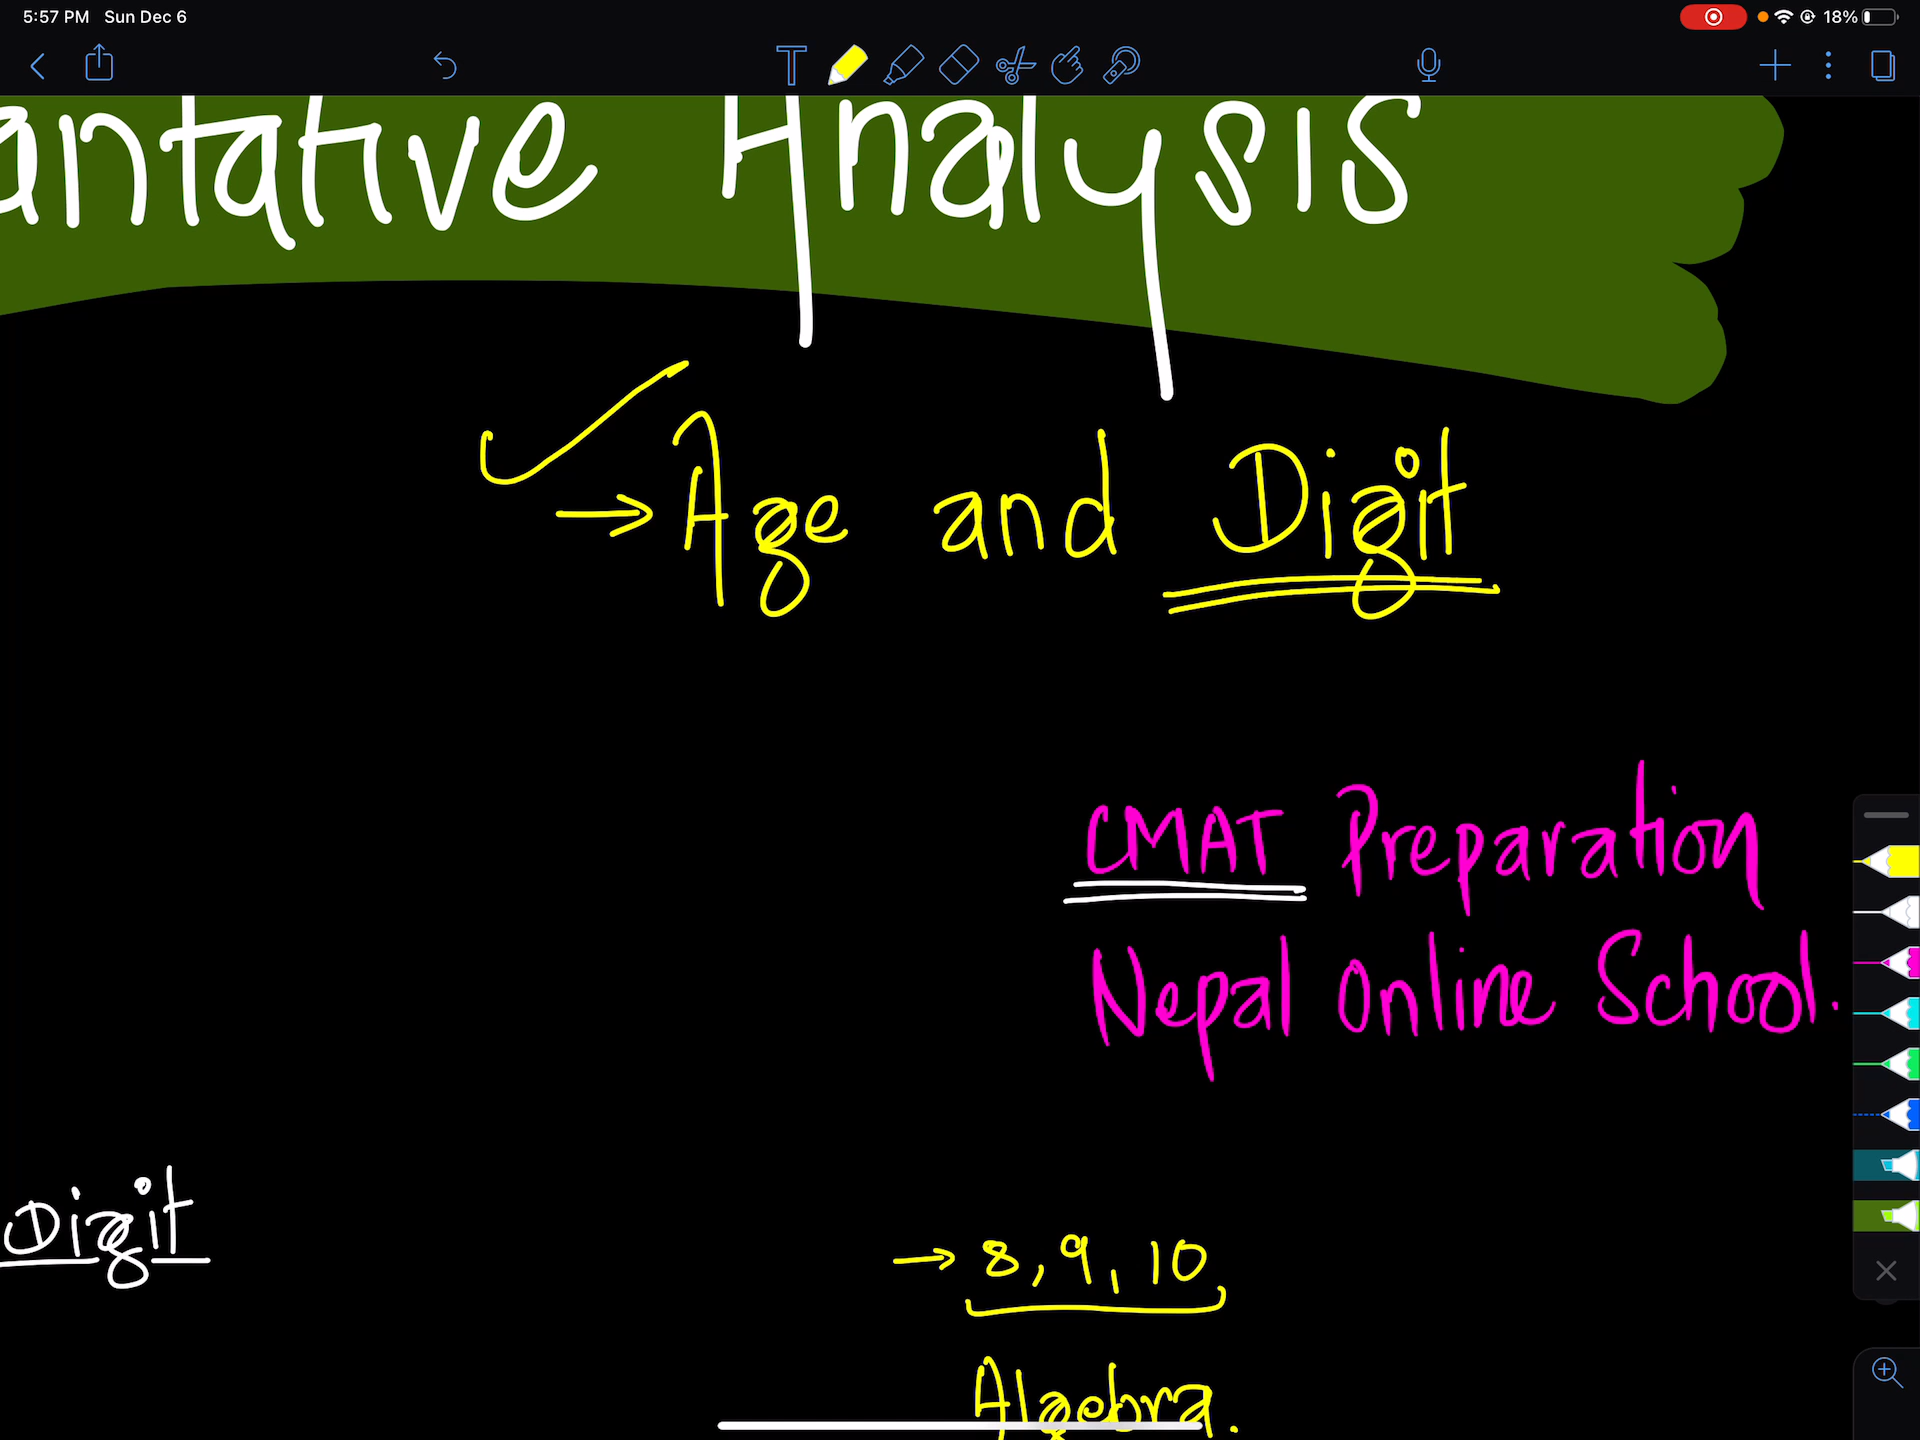 5:57 PM Sun Dec 6
18%
antative Analysis
→ Age and Digit
CMAT Preparation
Nepal Online School.
Digit
→ 8, 9, 10
Algebra.